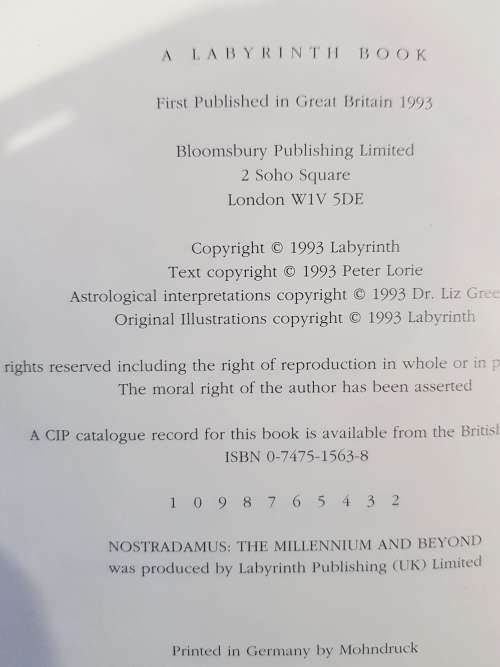 A LABYRINTH BOOK
First Published in Great Britain 1993
Bloomsbury Publishing Limited
2 Soho Square
London W1V 5DE
Copyright © 1993 Labyrinth
Text copyright © 1993 Peter Lorie
Astrological interpretations copyright © 1993 Dr. Liz Gree
Original Illustrations copyright © 1993 Labyrinth
rights reserved including the right of reproduction in whole or in p
The moral right of the author has been asserted
A CIP catalogue record for this book is available from the British
ISBN 0-7475-1563-8
1 0 9 8 7 6 5 4 3 2
NOSTRADAMUS: THE MILLENNIUM AND BEYOND
was produced by Labyrinth Publishing (UK) Limited
Printed in Germany by Mohndruck